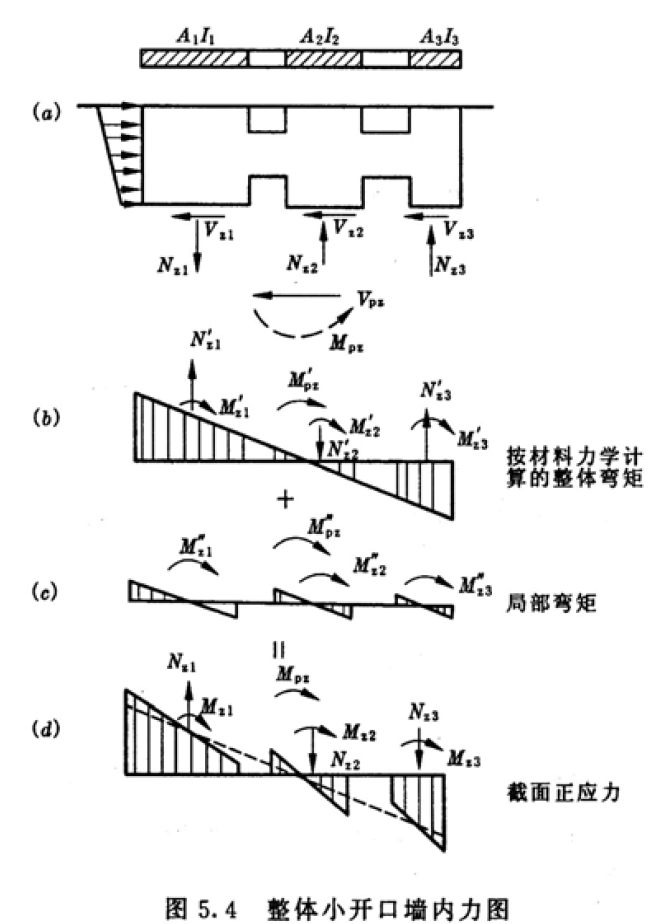 A₁I₁ A₂I₂ A₃I₃
(a)
V_{z1} V_{z2} V_{z3}
N_{z1} N_{z2} N_{z3}
V_{pz}
M_{pz}
N′_{z1}
M′_{pz} N′_{z3}
(b) M′_{z1} M′_{z2} M′_{z3}
N′_{z2}
按材料力学计
算的整体弯矩
+
M″_{pz}
M″_{z1} M″_{z2} M″_{z3}
(c) 局部弯矩
=
N_{z1} M_{pz}
M_{z1} N_{z3}
(d) M_{z2} M_{z3}
N_{z2}
截面正应力
图 5.4 整体小开口墙内力图